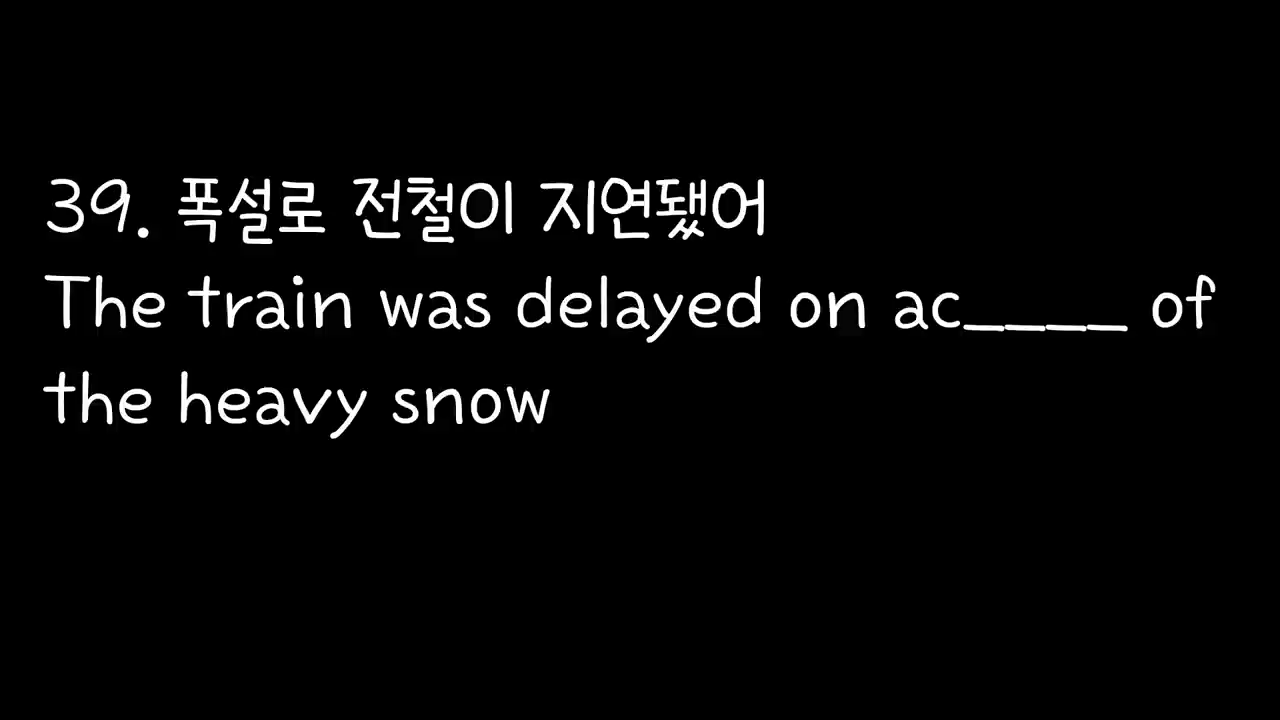 39. 폭설로 전철이 지연됐어
The train was delayed on ac____ of
the heavy snow